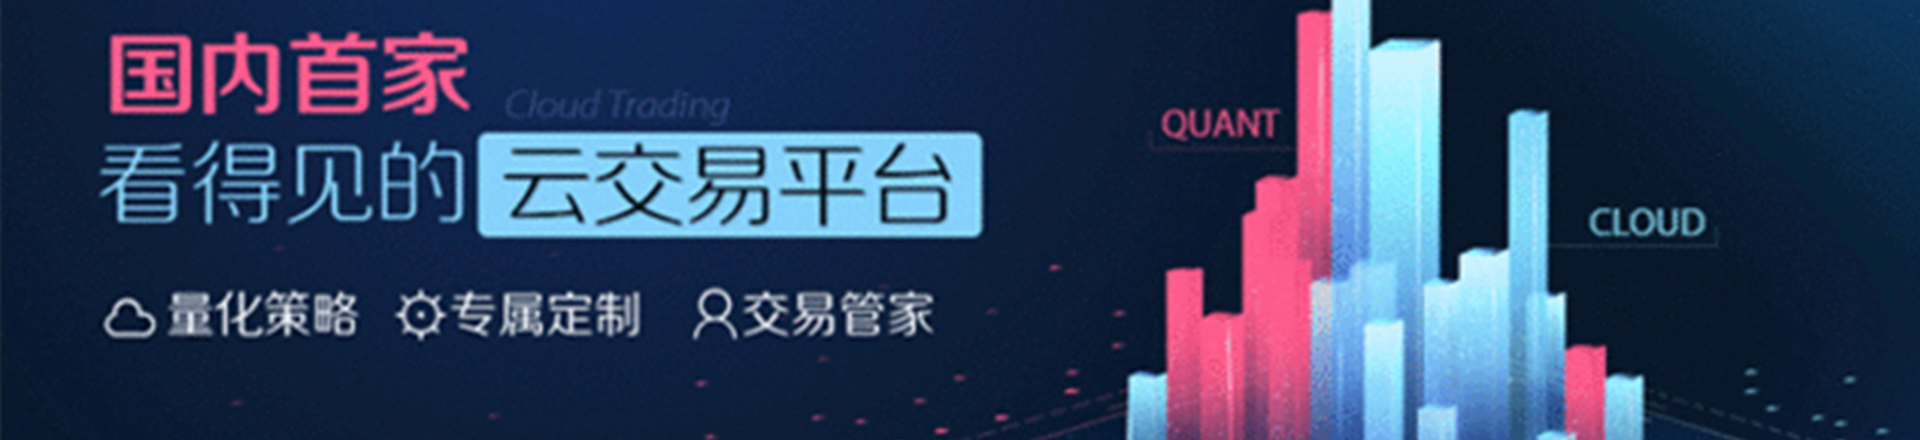 国内首家
Cloud Trading
看得见的 云交易平台
量化策略 专属定制 交易管家
QUANT
CLOUD